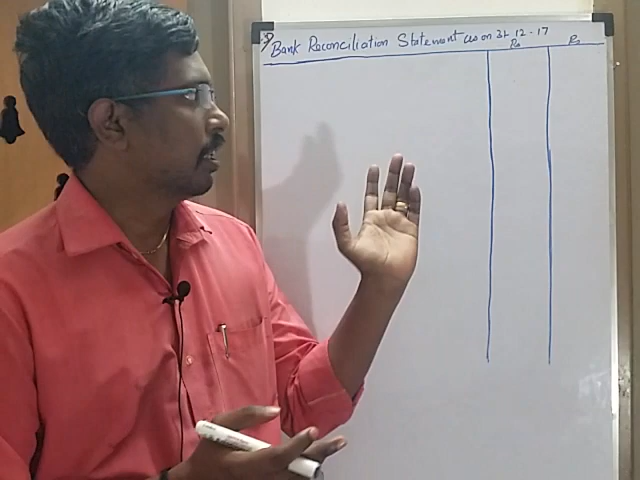 Bank Reconciliation Statement as on 31-12-17
Rs Rs